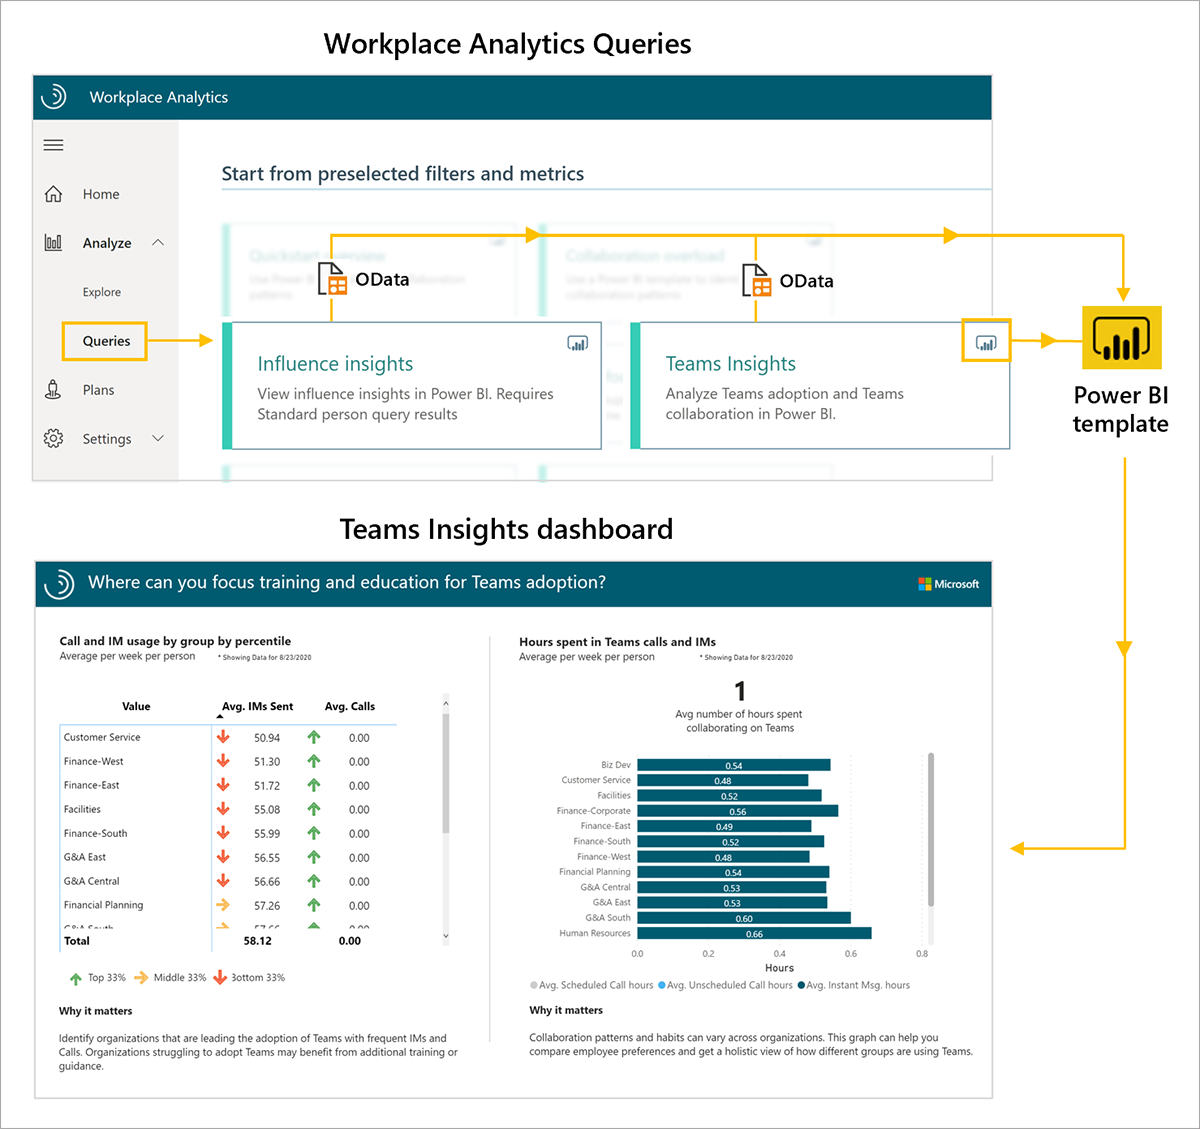 Workplace Analytics Queries
Workplace Analytics
Start from preselected filters and metrics
Home
Analyze
Explore
Queries
Plans
Settings
Quickstart overview
Collaboration overload
OData
OData
Influence insights
View influence insights in Power BI. Requires
Standard person query results
Teams Insights
Analyze Teams adoption and Teams
collaboration in Power BI.
Power BI
template
Teams Insights dashboard
Where can you focus training and education for Teams adoption?
Microsoft
Call and IM usage by group by percentile
Average per week per person * Showing Data for 8/23/2020
Value Avg. IMs Sent Avg. Calls
Customer Service 50.94 0.00
Finance-West 51.30 0.00
Finance-East 51.72 0.00
Facilities 55.08 0.00
Finance-South 55.99 0.00
G&A East 56.55 0.00
G&A Central 56.66 0.00
Financial Planning 57.26 0.00
G&A South 57.66 0.00
Total 58.12 0.00
Top 33% Middle 33% Bottom 33%
Why it matters
Identify organizations that are leading the adoption of Teams with frequent IMs and
Calls. Organizations struggling to adopt Teams may benefit from additional training or
guidance.
Hours spent in Teams calls and IMs
Average per week per person * Showing Data for 8/23/2020
1
Avg number of hours spent
collaborating on Teams
Biz Dev 0.54
Customer Service 0.48
Facilities 0.52
Finance-Corporate 0.56
Finance-East 0.49
Finance-South 0.52
Finance-West 0.48
Financial Planning 0.54
G&A Central 0.53
G&A East 0.53
G&A South 0.60
Human Resources 0.66
0.0 0.2 0.4 0.6 0.8
Hours
Avg. Scheduled Call hours Avg. Unscheduled Call hours Avg. Instant Msg. hours
Why it matters
Collaboration patterns and habits can vary across organizations. This graph can help you
compare employee preferences and get a holistic view of how different groups are using Teams.